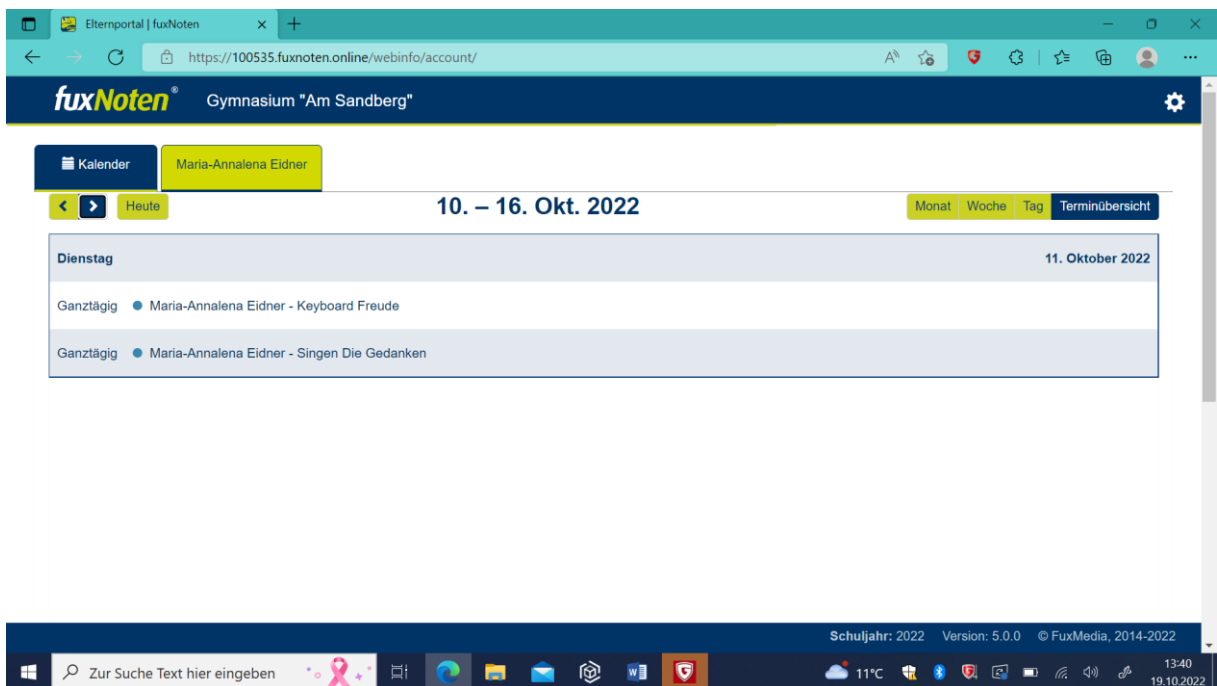 Elternportal | fuxNoten
https://100535.fuxnoten.online/webinfo/account/
fuxNoten® Gymnasium "Am Sandberg"
Kalender Maria-Annalena Eidner
Heute 10. – 16. Okt. 2022 Monat Woche Tag Terminübersicht
Dienstag 11. Oktober 2022
Ganztägig Maria-Annalena Eidner - Keyboard Freude
Ganztägig Maria-Annalena Eidner - Singen Die Gedanken
Schuljahr: 2022 Version: 5.0.0 © FuxMedia, 2014-2022
Zur Suche Text hier eingeben 11°C 13:40
19.10.2022